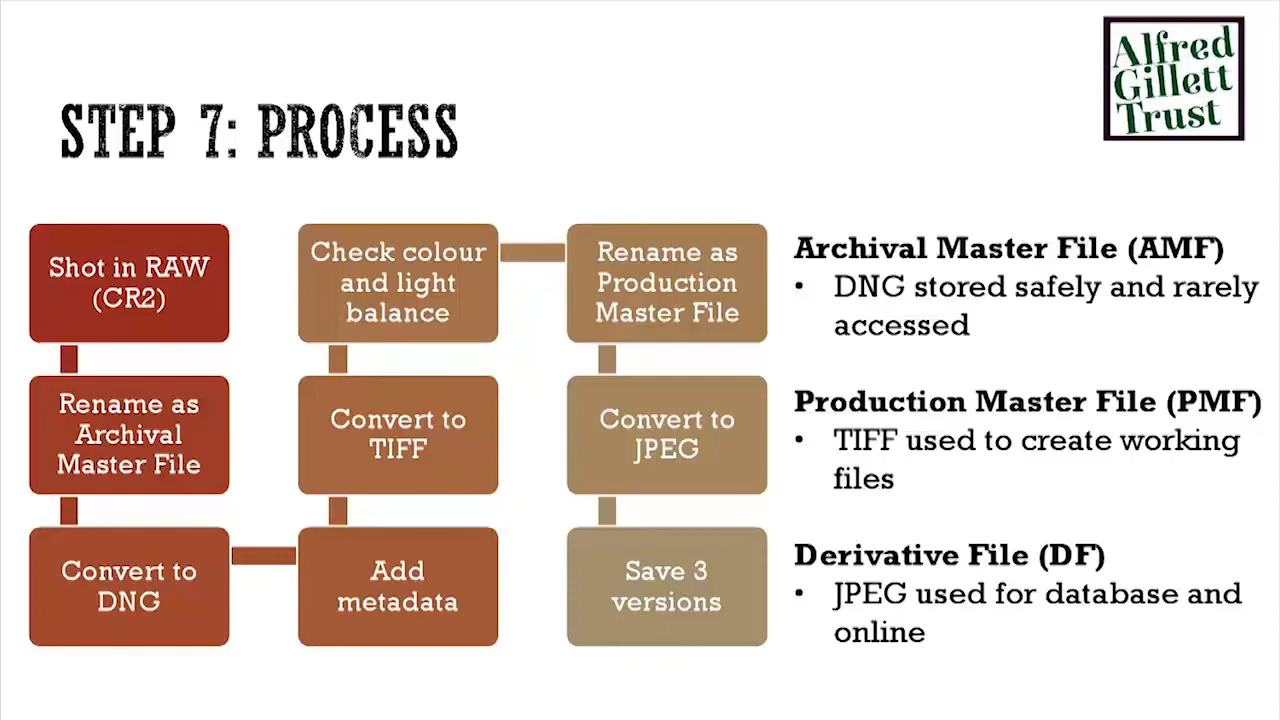 Alfred
Gillett
Trust
STEP 7: PROCESS
Shot in RAW
(CR2)
Rename as
Archival
Master File
Convert to
DNG
Add
metadata
Convert to
TIFF
Check colour
and light
balance
Rename as
Production
Master File
Convert to
JPEG
Save 3
versions
Archival Master File (AMF)
• DNG stored safely and rarely
accessed
Production Master File (PMF)
• TIFF used to create working
files
Derivative File (DF)
• JPEG used for database and
online